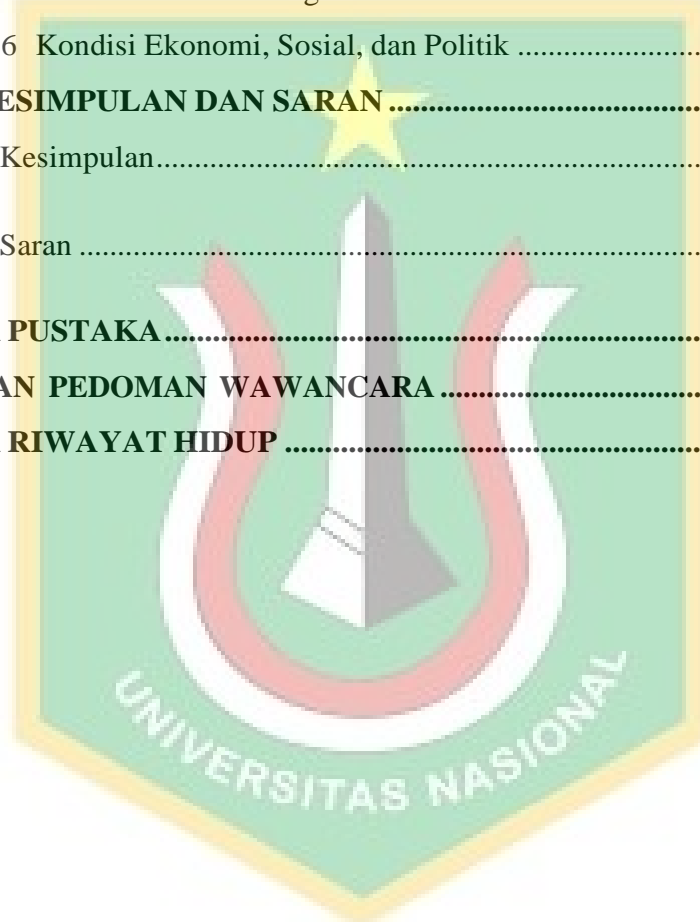 6 Kondisi Ekonomi, Sosial, dan Politik ........................
ESIMPULAN DAN SARAN ........................................
Kesimpulan.......................................................................
Saran .................................................................................
PUSTAKA......................................................................
AN PEDOMAN WAWANCARA ..................................
RIWAYAT HIDUP ......................................................
UNIVERSITAS NASIONAL